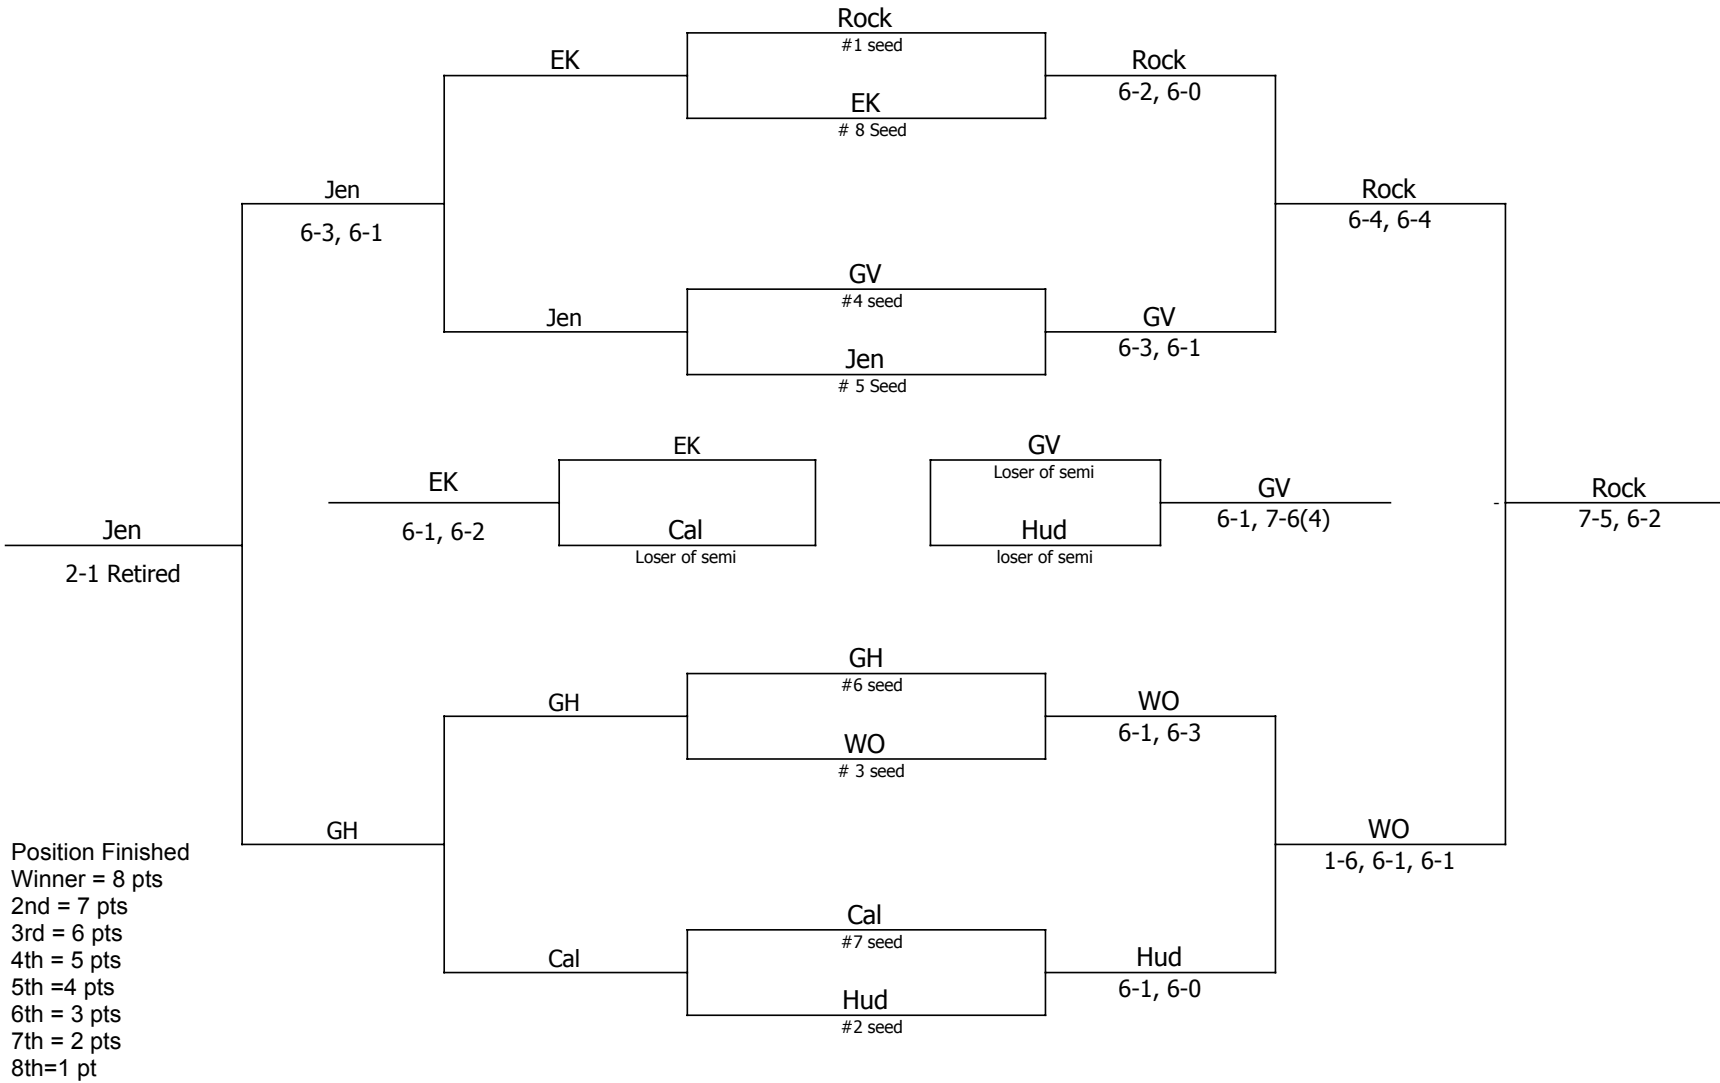 Rock
#1 seed
EK
Rock
6-2, 6-0
EK
# 8 Seed
Jen
6-3, 6-1
Rock
6-4, 6-4
GV
#4 seed
Jen
GV
6-3, 6-1
Jen
# 5 Seed
EK
GV
Loser of semi
EK
6-1, 6-2
GV
6-1, 7-6(4)
-
Rock
7-5, 6-2
Jen
2-1 Retired
Cal
Loser of semi
Hud
loser of semi
GH
#6 seed
GH
WO
6-1, 6-3
WO
# 3 seed
GH
WO
1-6, 6-1, 6-1
Cal
#7 seed
Cal
Hud
6-1, 6-0
Hud
#2 seed
Position Finished
Winner = 8 pts
2nd = 7 pts
3rd = 6 pts
4th = 5 pts
5th =4 pts
6th = 3 pts
7th = 2 pts
8th=1 pt